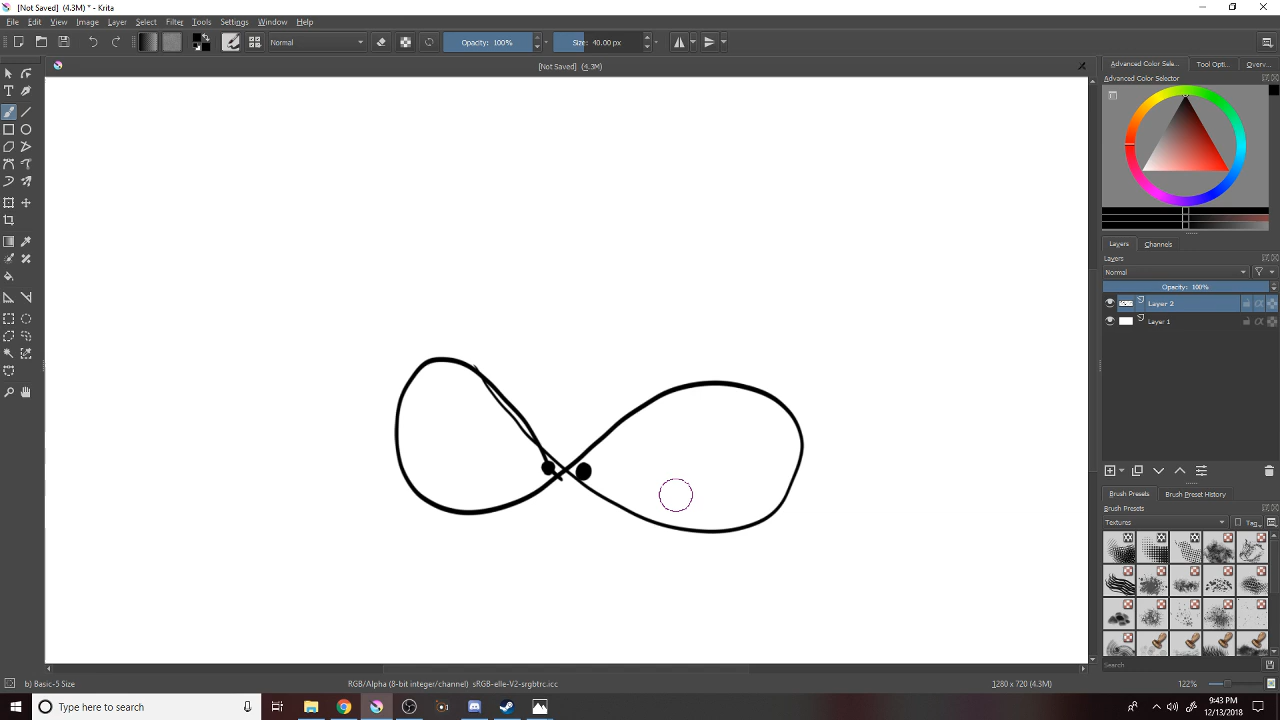 [Not Saved] (4.3M) * - Krita
File Edit View Image Layer Select Filter Tools Settings Window Help
Normal Opacity: 100% Size: 40.00 px
[Not Saved] (4.3M)
Advanced Color Selec... Tool Opti... Overv...
Advanced Color Selector
Layers Channels
Layers
Normal
Opacity: 100%
Layer 2
Layer 1
Brush Presets Brush Preset History
Brush Presets
Textures Tag
Search
b) Basic-5 Size RGB/Alpha (8-bit integer/channel) sRGB-elle-V2-srgbtrc.icc 1280 x 720 (4.3M) 122%
Type here to search 9:43 PM
12/13/2018